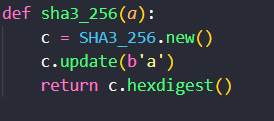 def sha3_256(a):
    c = SHA3_256.new()
    c.update(b'a')
    return c.hexdigest()